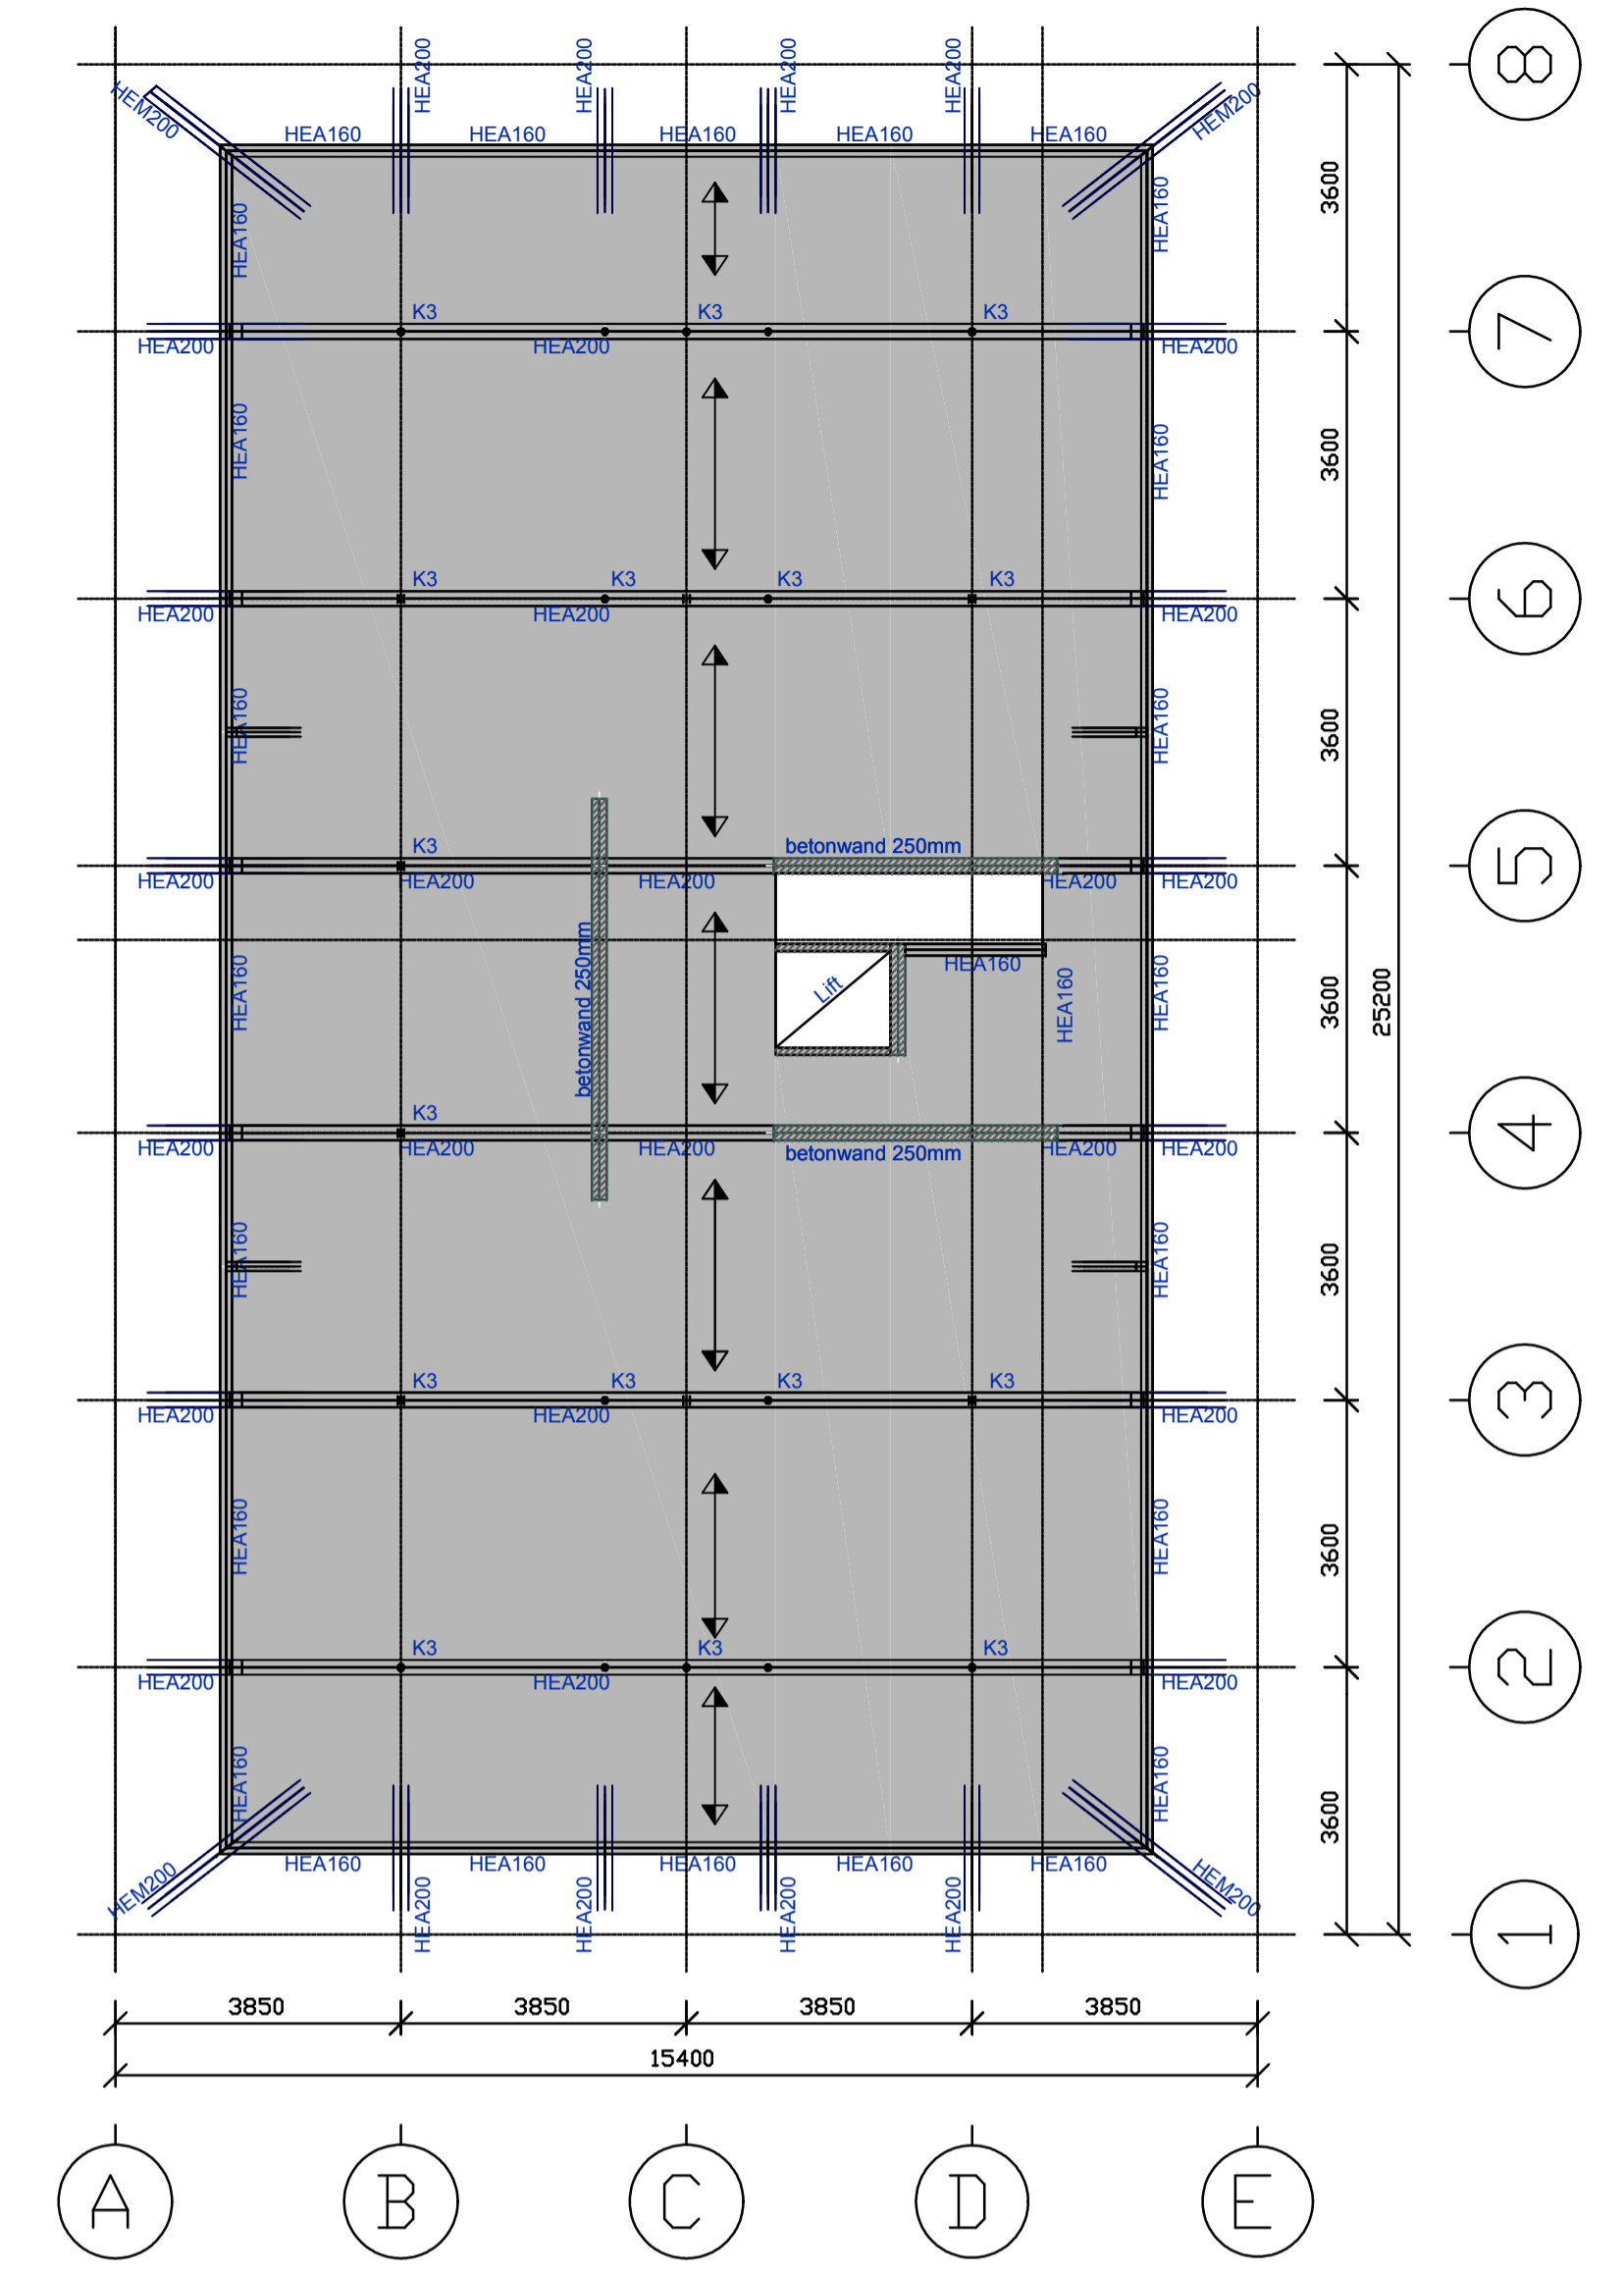 HEA200 HEA200 HEA200 HEA200
8
HEM200 HEM200
HEA160 HEA160 HEA160 HEA160 HEA160
3600
HEA160 HEA160
K3 K3 K3
7
HEA200 HEA200 HEA200
HEA160 HEA160
3600
K3 K3 K3 K3
6
HEA200 HEA200 HEA200
HEA160 HEA160
3600
K3 betonwand 250mm
5
HEA200 HEA200 HEA200 HEA200 HEA200
HEA160
Lift
betonwand 250mm
HEA160 HEA160 HEA160
3600
25200
K3
4
HEA200 HEA200 HEA200 HEA200 HEA200
betonwand 250mm
HEA160 HEA160
3600
K3 K3 K3 K3
3
HEA200 HEA200 HEA200
HEA160 HEA160
3600
K3 K3 K3
2
HEA200 HEA200 HEA200
HEA160 HEA160
3600
HEA160 HEA160 HEA160 HEA160 HEA160
HEM200 HEM200
HEA200 HEA200 HEA200 HEA200
1
3850 3850 3850 3850
15400
A B C D E